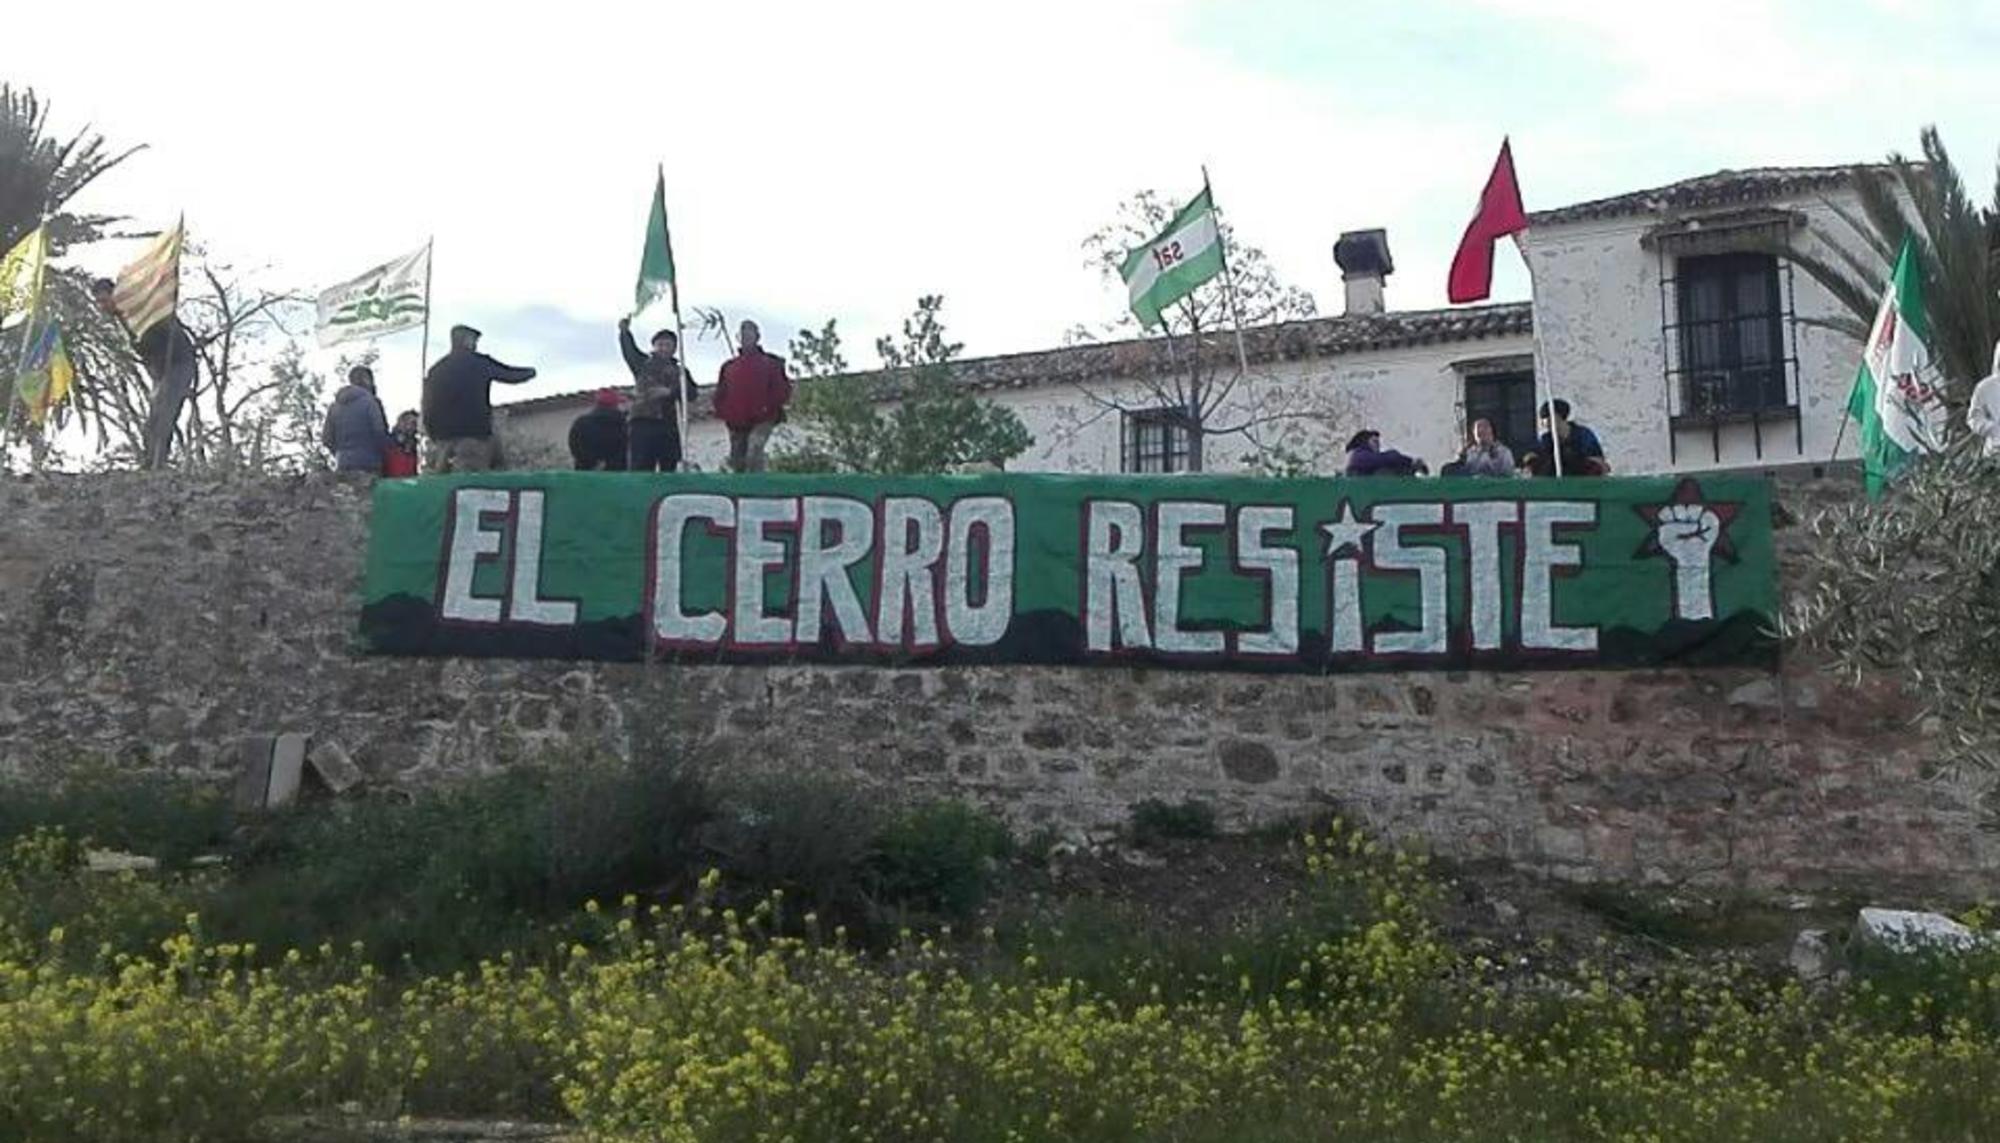 EL CERRO RESiSTE
sat